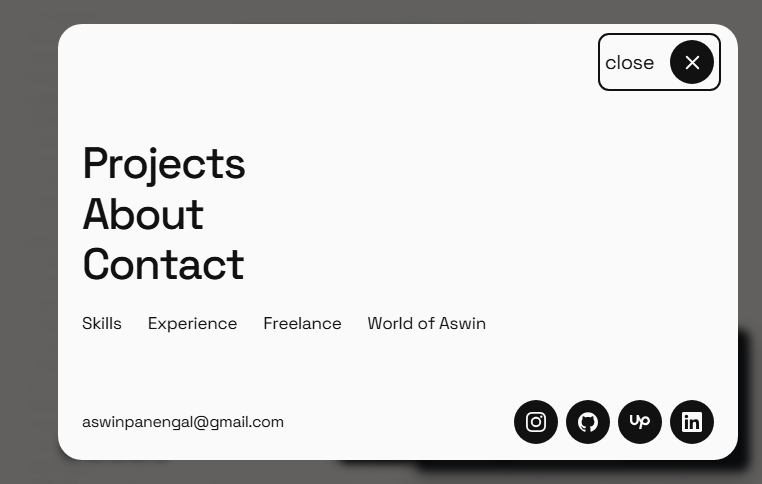 close
Projects
About
Contact
Skills Experience Freelance World of Aswin
aswinpanengal@gmail.com